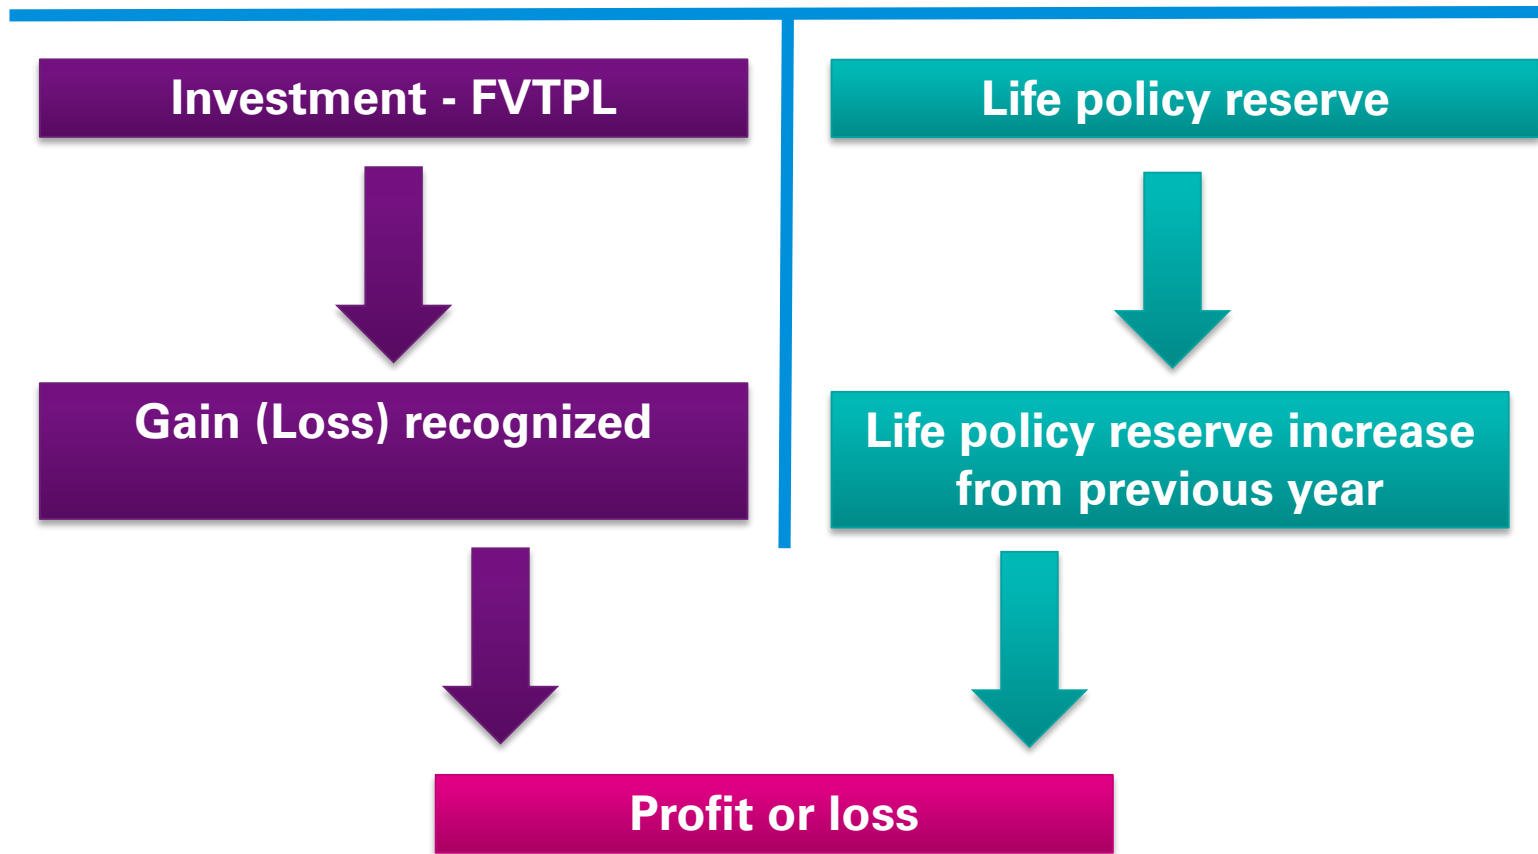 Investment - FVTPL
Life policy reserve
Gain (Loss) recognized
Life policy reserve increase
from previous year
Profit or loss